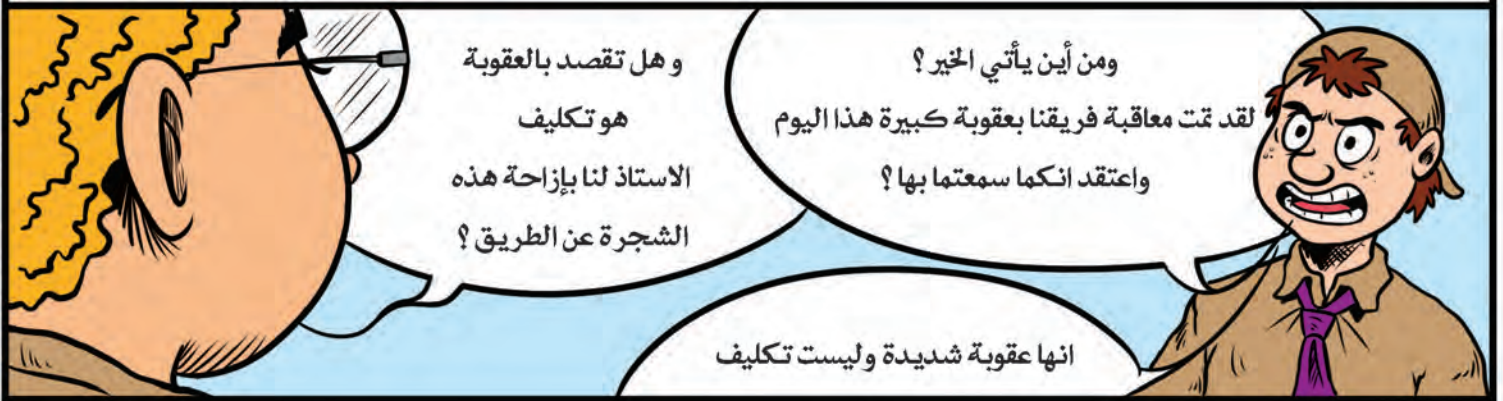 ومن أين يأتي الخير ؟
لقد تمت معاقبة فريقنا بعقوبة كبيرة هذا اليوم
واعتقد انكما سمعتما بها ؟
و هل تقصد بالعقوبة
هو تكليف
الاستاذ لنا بإزاحة هذه
الشجرة عن الطريق ؟
انها عقوبة شديدة وليست تكليف